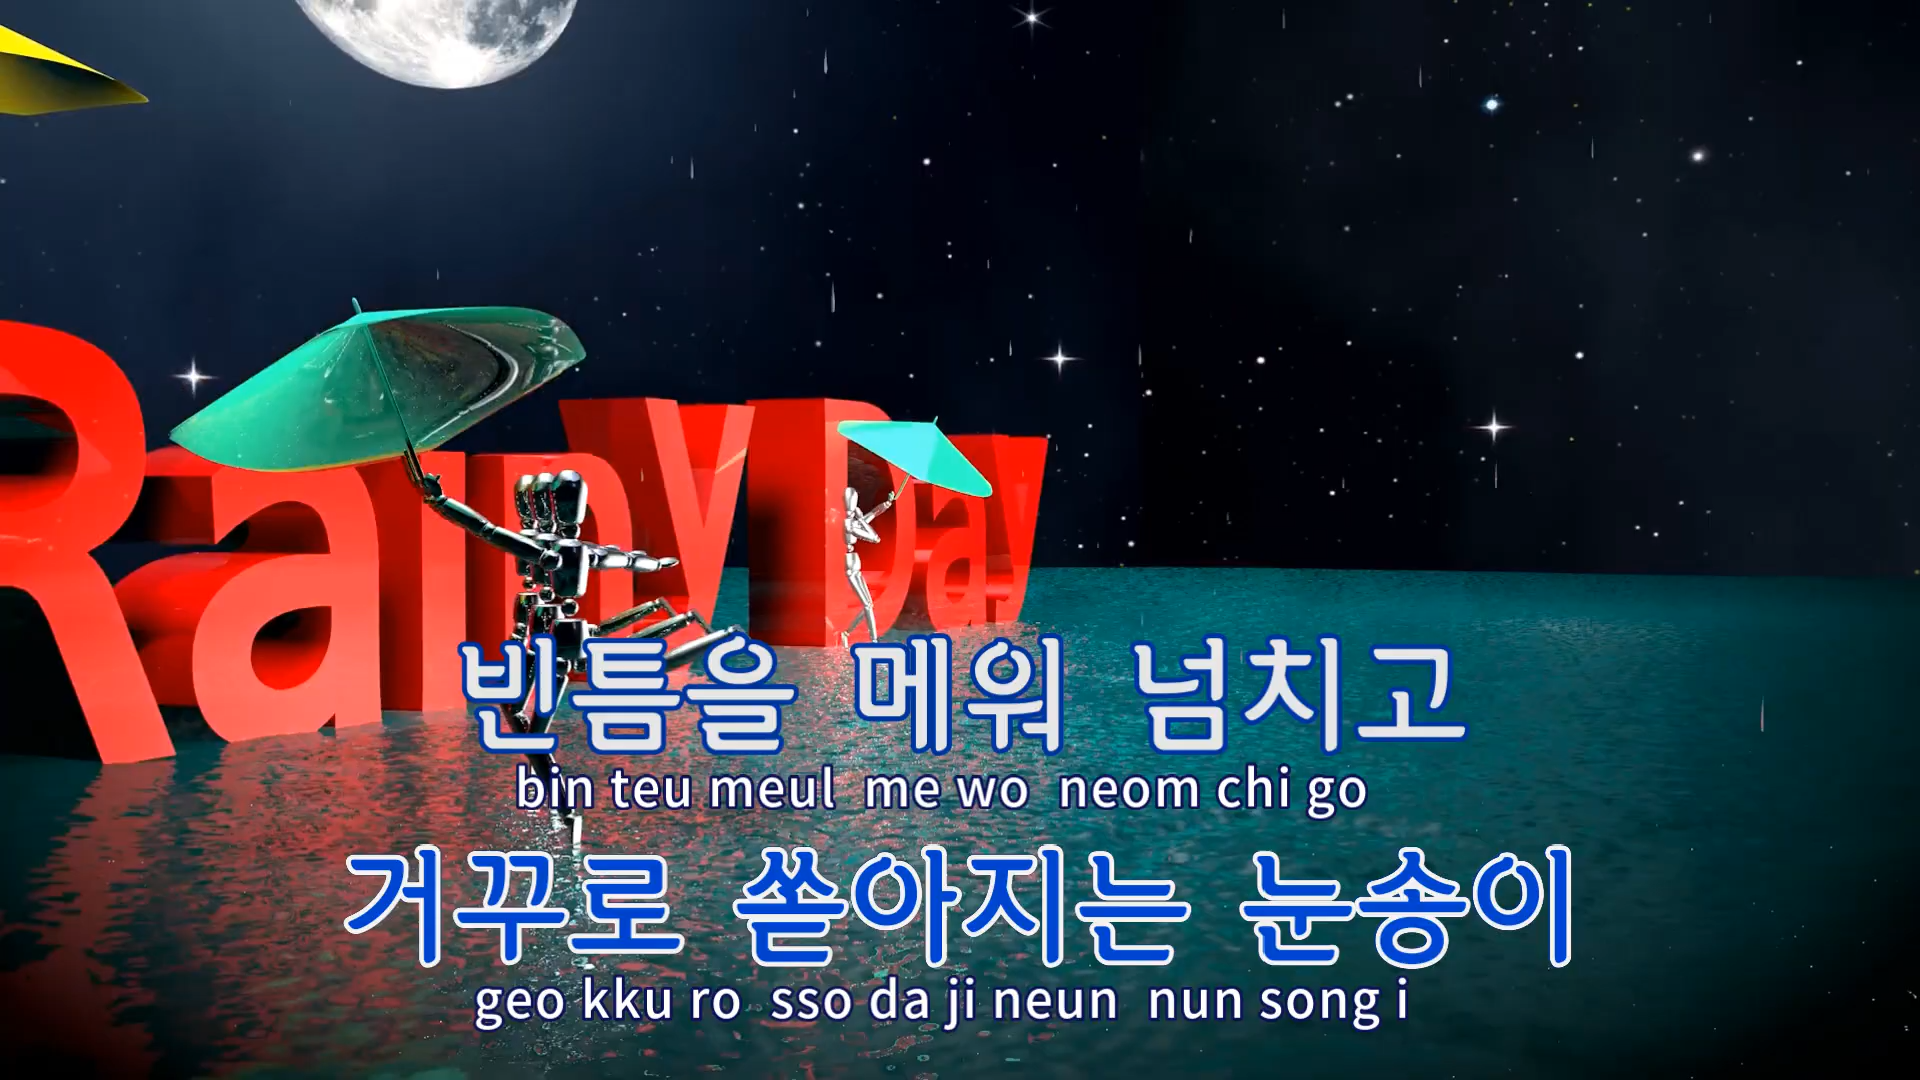 Rainy Day
빈틈을 메워 넘치고
bin teu meul me wo neom chi go
거꾸로 쏟아지는 눈송이
geo kku ro sso da ji neun nun song i